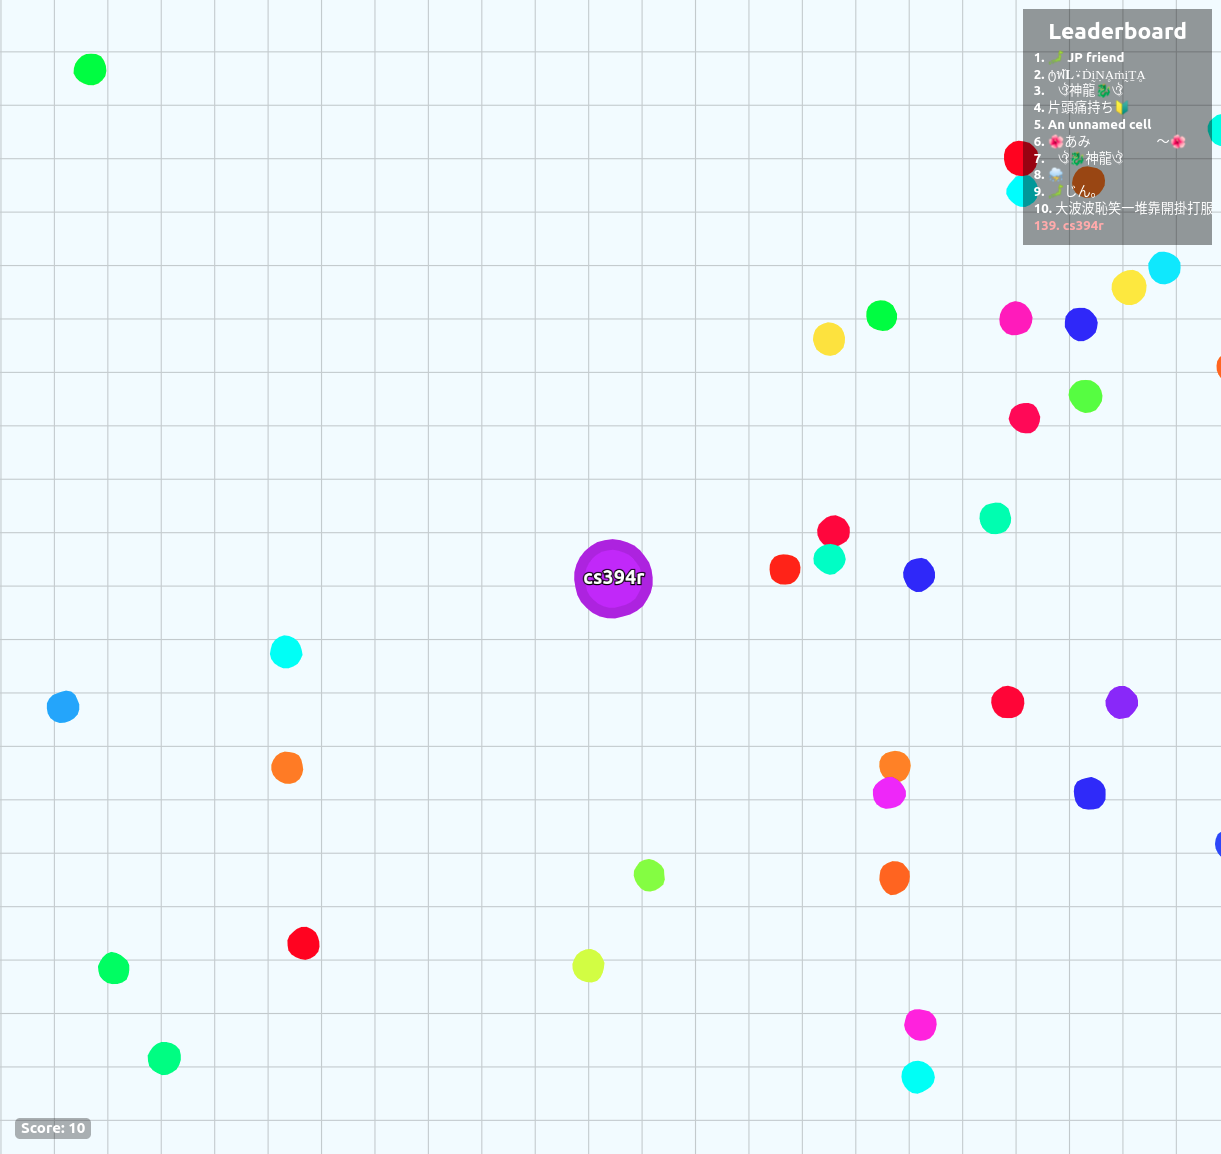 Leaderboard
1. JP friend
2.
3. 神龍
4. 片頭痛持ち🔰
5. An unnamed cell
6. 🌺あみ ～🌺
7. 神龍
8.
9. じん。
10. 大波波恥笑一堆靠開掛打服
139. cs394r
cs394r
Score: 10